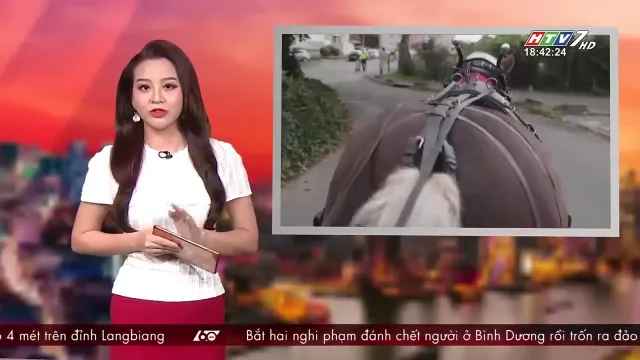 HTV7 HD
18:42:24
4 mét trên đỉnh Langbiang 60 Bắt hai nghi phạm đánh chết người ở Bình Dương rồi trốn ra đảo